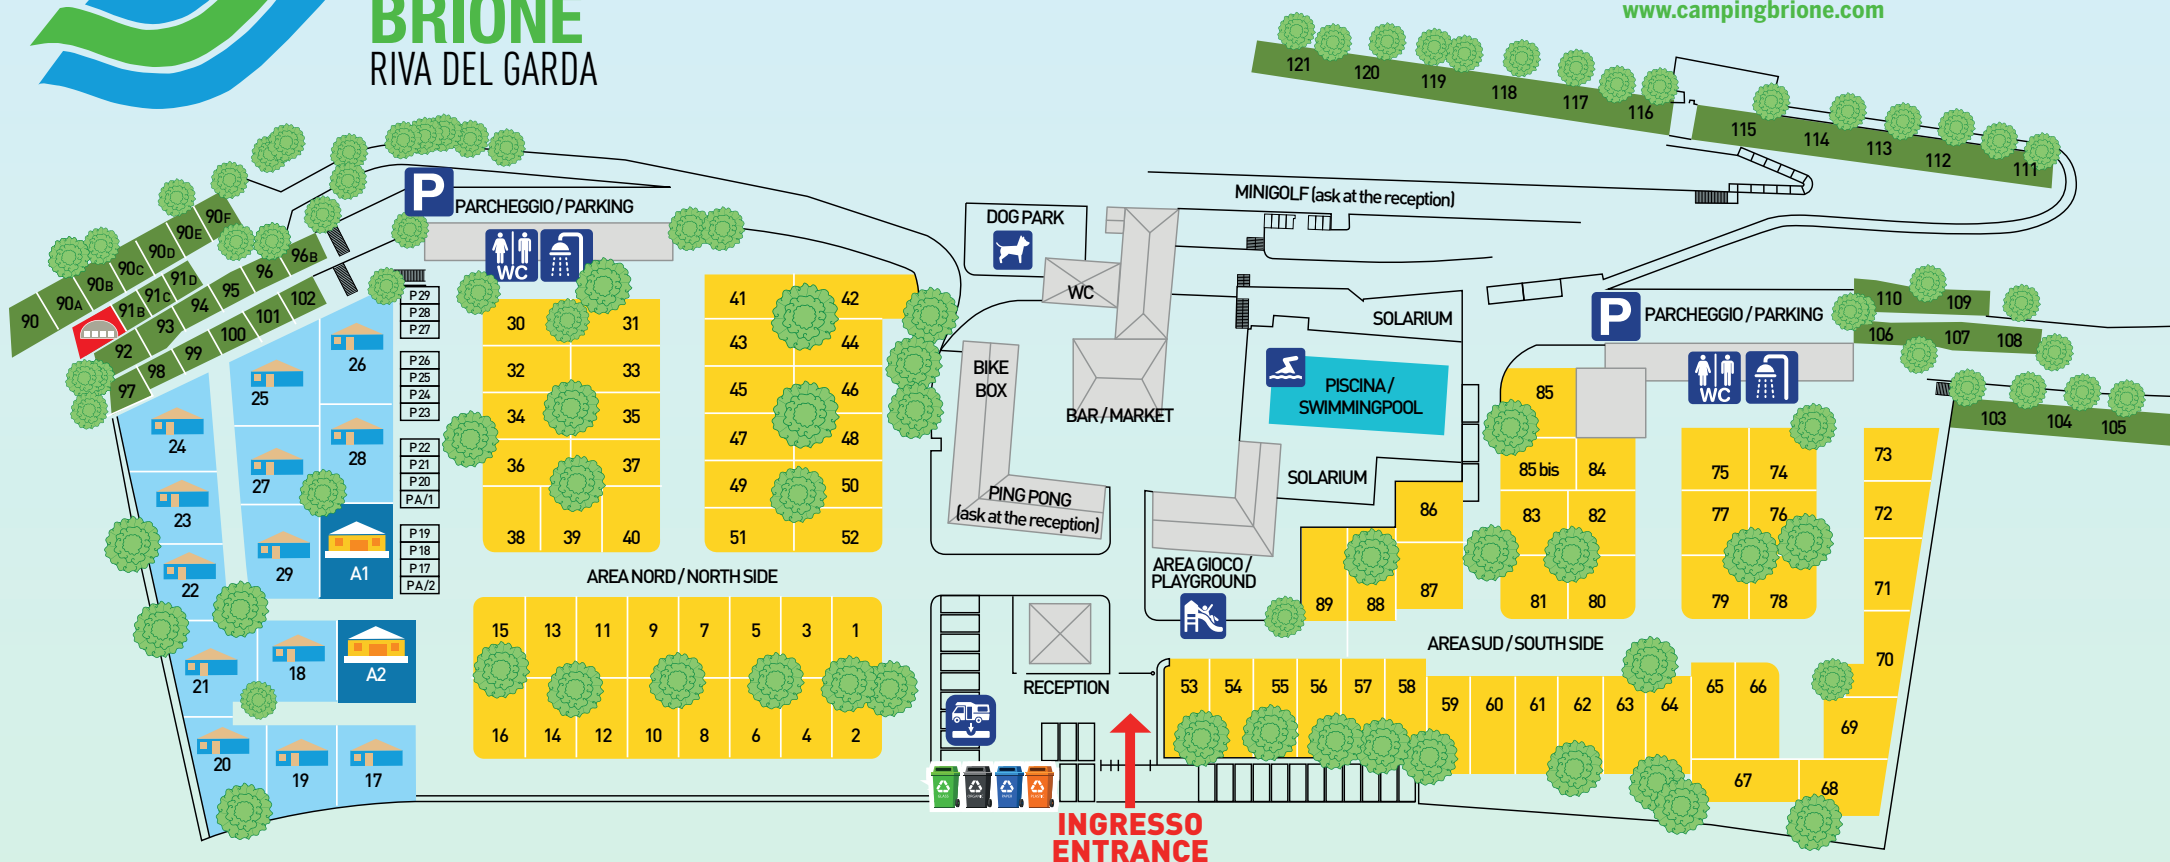 BRIONE
RIVA DEL GARDA
www.campingbrione.com
121 120 119 118 117 116
115 114 113 112 111
MINIGOLF (ask at the reception)
P PARCHEGGIO / PARKING
WC
DOG PARK
WC
90 90A 90B 90C 90D 90E 90F
91B 91C 91D
92 93 94 95 96 96B
97 98 99 100 101 102
P29
P28
P27
P26
P25
P24
P23
P22
P21
P20
PA/1
P19
P18
P17
PA/2
26
25
24
28
27
23
29
22
A1
21
18
A2
20
19
17
30 31
32 33
34 35
36 37
38 39 40
41 42
43 44
45 46
47 48
49 50
51 52
AREA NORD / NORTH SIDE
15 13 11 9 7 5 3 1
16 14 12 10 8 6 4 2
BIKE
BOX
BAR / MARKET
PING PONG
(ask at the reception)
SOLARIUM
PISCINA /
SWIMMINGPOOL
SOLARIUM
AREA GIOCO /
PLAYGROUND
RECEPTION
GLASS
ORGANIC
PAPER
PLASTIC
INGRESSO
ENTRANCE
P PARCHEGGIO / PARKING
WC
110 109
106 107 108
103 104 105
85
85 bis 84
83 82
81 80
86
87
89 88
75 74
77 76
79 78
73
72
71
70
69
68
67
AREA SUD / SOUTH SIDE
53 54 55 56 57 58
59 60 61 62 63 64
65 66